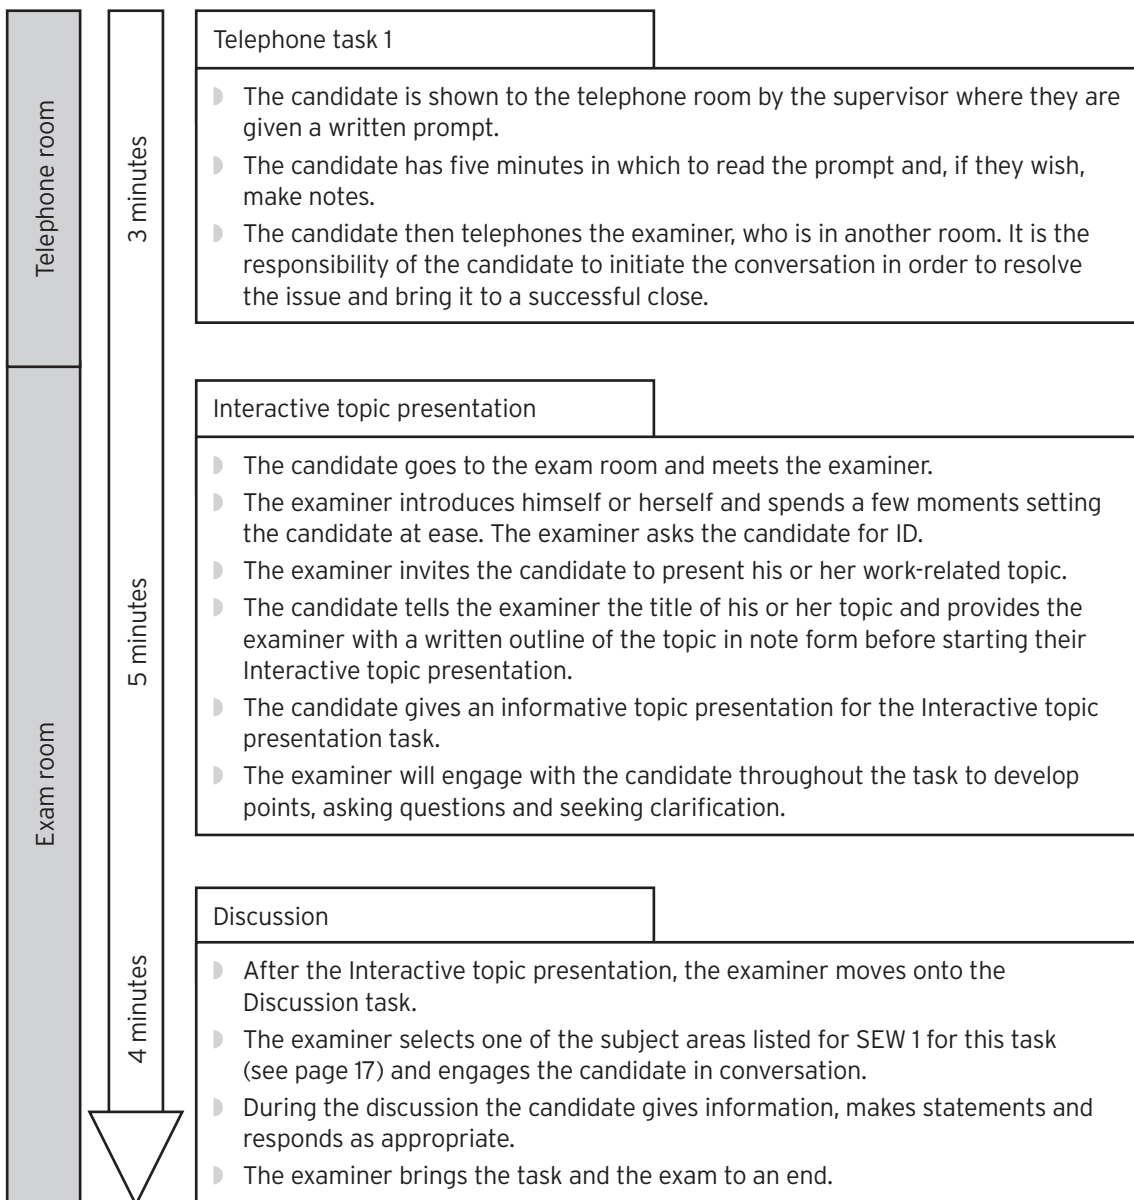 Telephone room
3 minutes
Telephone task 1
The candidate is shown to the telephone room by the supervisor where they are
given a written prompt.
The candidate has five minutes in which to read the prompt and, if they wish,
make notes.
The candidate then telephones the examiner, who is in another room. It is the
responsibility of the candidate to initiate the conversation in order to resolve
the issue and bring it to a successful close.
Exam room
5 minutes
Interactive topic presentation
The candidate goes to the exam room and meets the examiner.
The examiner introduces himself or herself and spends a few moments setting
the candidate at ease. The examiner asks the candidate for ID.
The examiner invites the candidate to present his or her work-related topic.
The candidate tells the examiner the title of his or her topic and provides the
examiner with a written outline of the topic in note form before starting their
Interactive topic presentation.
The candidate gives an informative topic presentation for the Interactive topic
presentation task.
The examiner will engage with the candidate throughout the task to develop
points, asking questions and seeking clarification.
4 minutes
Discussion
After the Interactive topic presentation, the examiner moves onto the
Discussion task.
The examiner selects one of the subject areas listed for SEW 1 for this task
(see page 17) and engages the candidate in conversation.
During the discussion the candidate gives information, makes statements and
responds as appropriate.
The examiner brings the task and the exam to an end.